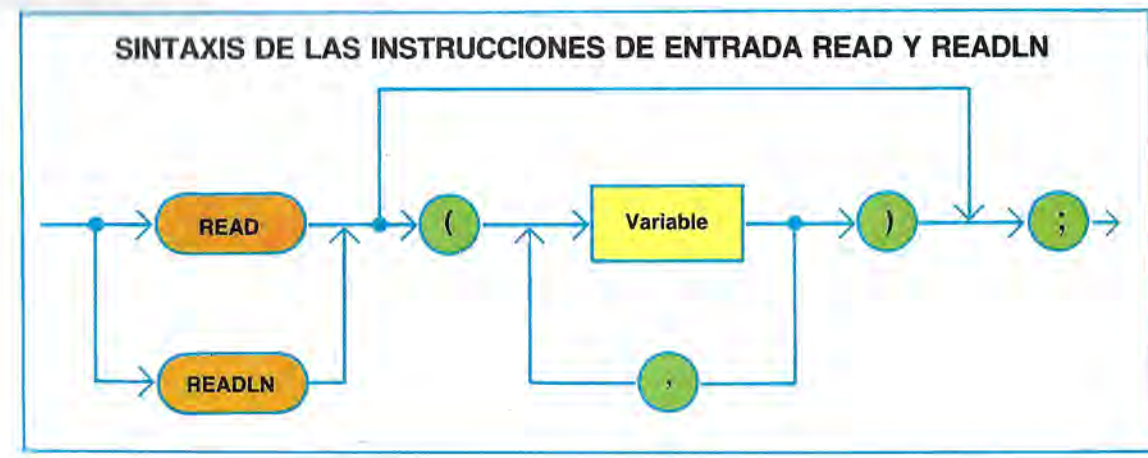 SINTAXIS DE LAS INSTRUCCIONES DE ENTRADA READ Y READLN
READ
(
Variable
)
;
READLN
,